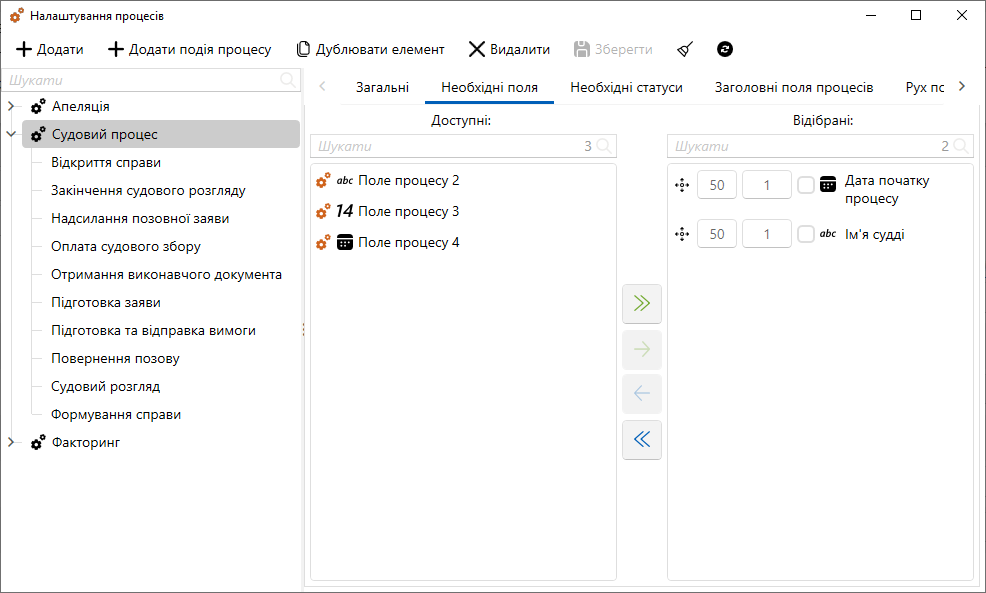 Налаштування процесів
Додати
Додати подія процесу
Дублювати елемент
Видалити
Зберегти
Шукати
Апеляція
Судовий процес
Відкриття справи
Закінчення судового розгляду
Надсилання позовної заяви
Оплата судового збору
Отримання виконавчого документа
Підготовка заяви
Підготовка та відправка вимоги
Повернення позову
Судовий розгляд
Формування справи
Факторинг
Загальні
Необхідні поля
Необхідні статуси
Заголовні поля процесів
Рух пс
Доступні:
Шукати 3
abc Поле процесу 2
14 Поле процесу 3
Поле процесу 4
Відібрані:
Шукати 2
50 1 Дата початку
процесу
50 1 abc Ім'я судді